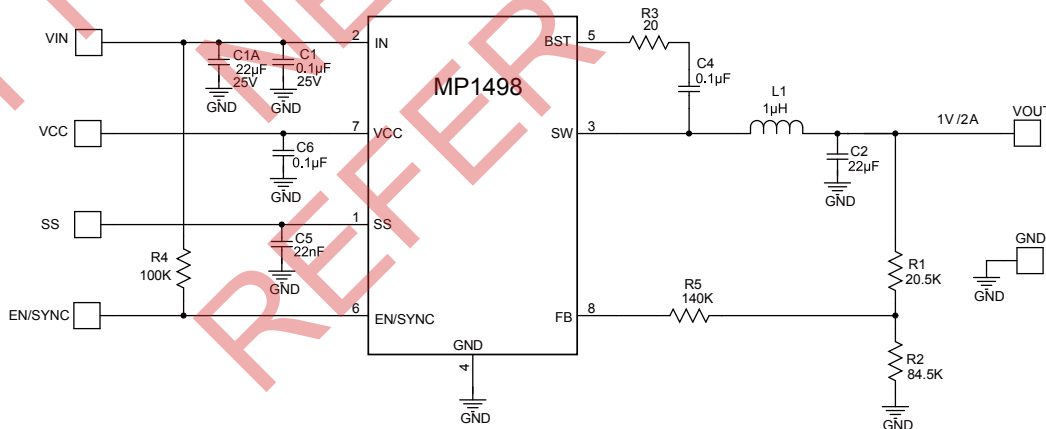 R3
20
VIN
2
IN
BST
5
C1A
22µF
25V
GND
C1
0.1µF
25V
GND
C4
0.1µF
MP1498
L1
1µH
VCC
7
VCC
SW
3
1V /2A
VOUT
C6
0.1µF
GND
C2
22µF
GND
SS
1
SS
C5
22nF
GND
R4
100K
R1
20.5K
GND
GND
R5
140K
EN/SYNC
6
EN/SYNC
FB
8
GND
4
GND
R2
84.5K
GND
REFER